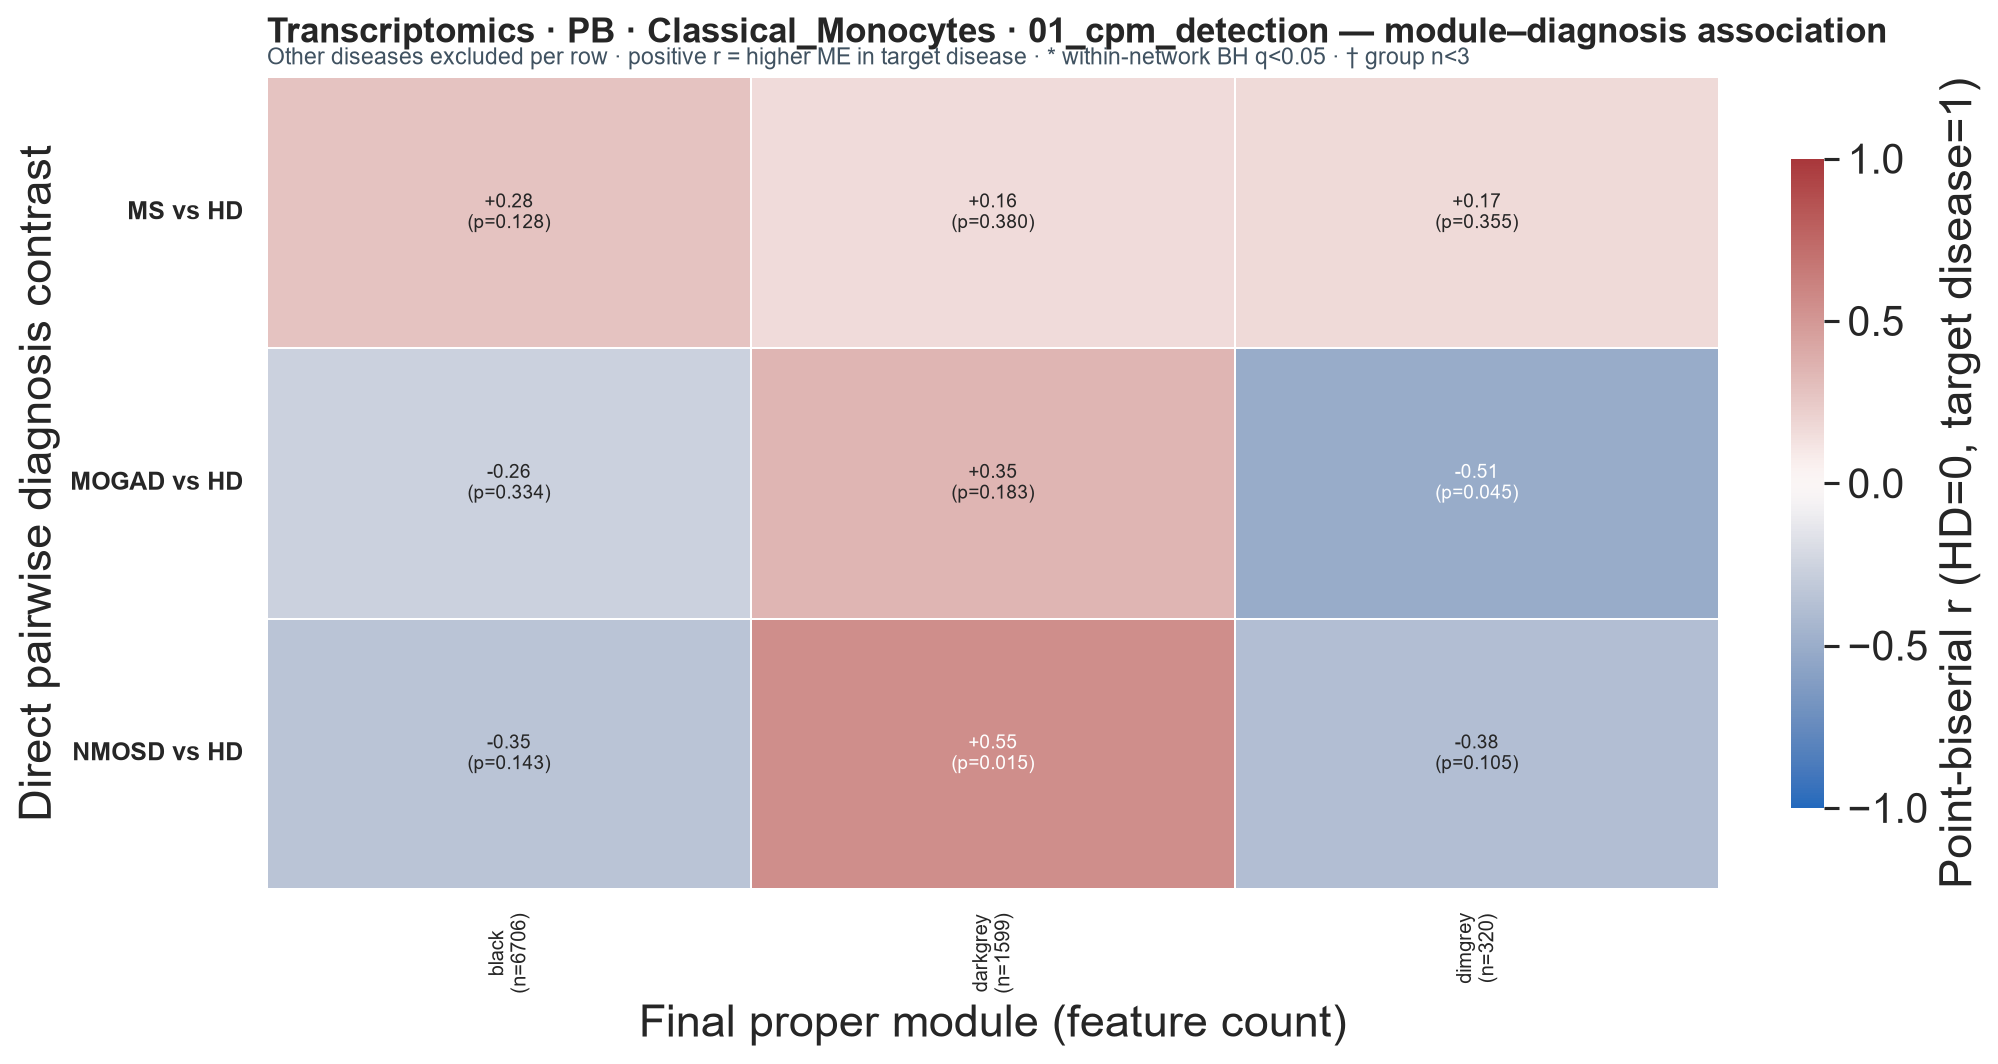 Transcriptomics · PB · Classical_Monocytes · 01_cpm_detection — module–diagnosis association
Other diseases excluded per row · positive r = higher ME in target disease · * within-network BH q<0.05 · † group n<3
Direct pairwise diagnosis contrast
MS vs HD
+0.28
(p=0.128)
+0.16
(p=0.380)
+0.17
(p=0.355)
MOGAD vs HD
-0.26
(p=0.334)
+0.35
(p=0.183)
-0.51
(p=0.045)
NMOSD vs HD
-0.35
(p=0.143)
+0.55
(p=0.015)
-0.38
(p=0.105)
black
(n=6706)
darkgrey
(n=1599)
dimgrey
(n=320)
Final proper module (feature count)
1.0
0.5
0.0
−0.5
−1.0
Point-biserial r (HD=0, target disease=1)